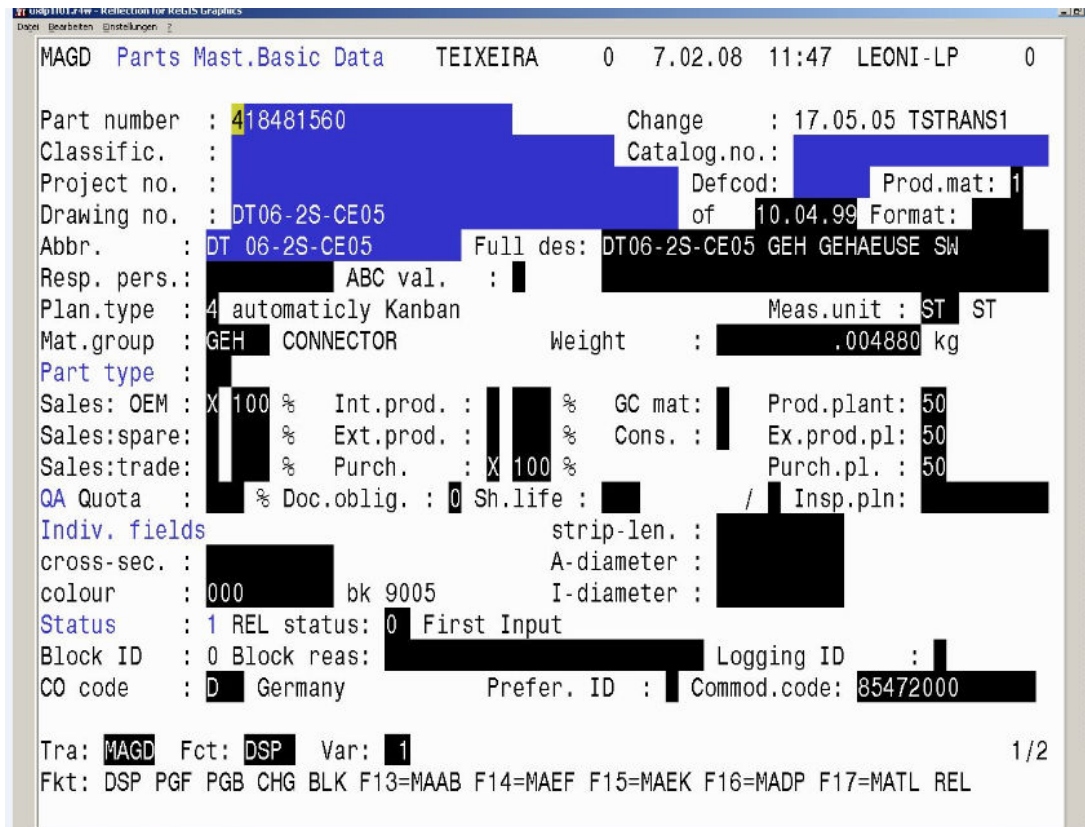 uidp1101.r4w - Reflection for ReGIS Graphics
Datei Bearbeiten Einstellungen ?
MAGD Parts Mast.Basic Data TEIXEIRA 0 7.02.08 11:47 LEONI-LP 0
Part number : 418481560 Change : 17.05.05 TSTRANS1
Classific. : Catalog.no.:
Project no. : Defcod: Prod.mat: 1
Drawing no. : DT06-2S-CE05 of 10.04.99 Format:
Abbr. : DT 06-2S-CE05 Full des: DT06-2S-CE05 GEH GEHAEUSE SW
Resp. pers.: ABC val. :
Plan.type : 4 automaticly Kanban Meas.unit : ST ST
Mat.group : GEH CONNECTOR Weight : .004880 kg
Part type :
Sales: OEM : X 100 % Int.prod. : % GC mat: Prod.plant: 50
Sales:spare: % Ext.prod. : % Cons. : Ex.prod.pl: 50
Sales:trade: % Purch. : X 100 % Purch.pl. : 50
QA Quota : % Doc.oblig. : 0 Sh.life : / Insp.pln:
Indiv. fields strip-len. :
cross-sec. : A-diameter :
colour : 000 bk 9005 I-diameter :
Status : 1 REL status: 0 First Input
Block ID : 0 Block reas: Logging ID :
CO code : D Germany Prefer. ID : Commod.code: 85472000
Tra: MAGD Fct: DSP Var: 1 1/2
Fkt: DSP PGF PGB CHG BLK F13=MAAB F14=MAEF F15=MAEK F16=MADP F17=MATL REL